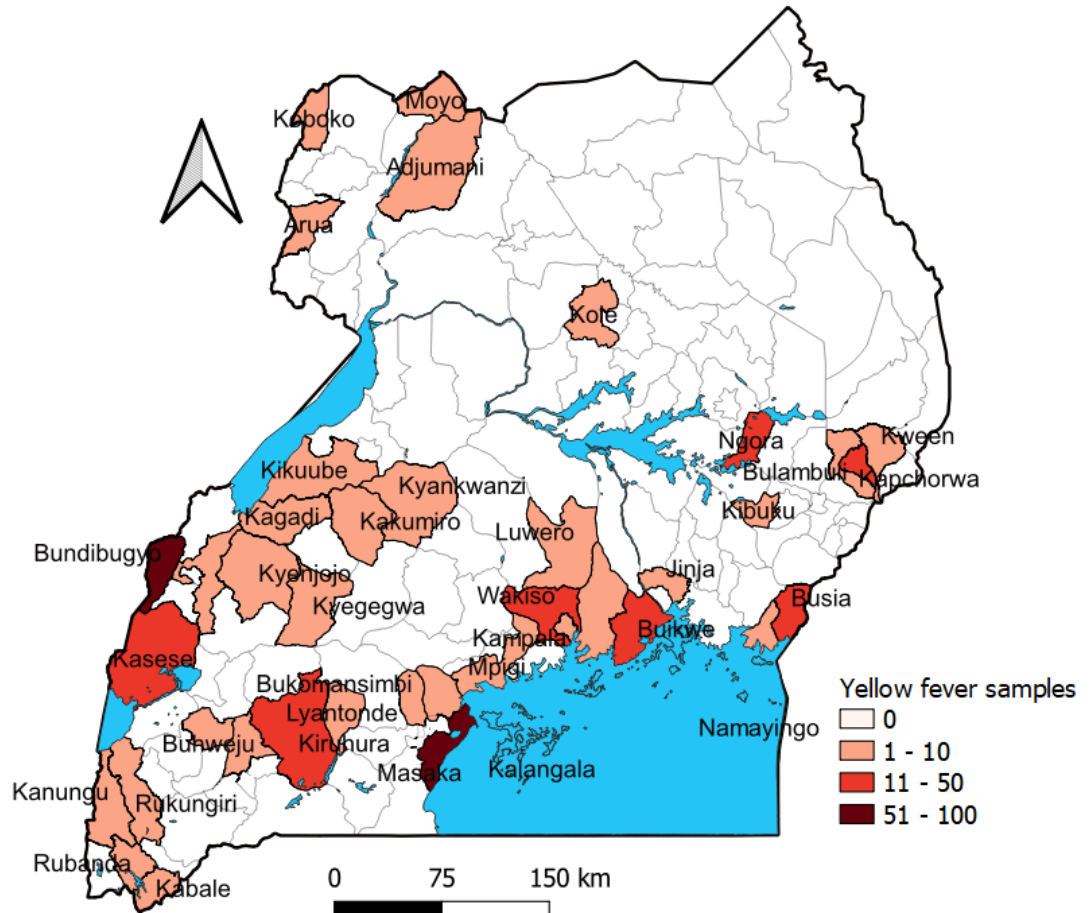 Moyo
Koboko
Adjumani
Arua
Kole
Ngora
Kween
Bulambuli
Kapchorwa
Kikuube
Kyankwanzi
Kibuku
Kagadi
Kakumiro
Luwero
Bundibugyo
Kyenjojo
Jinja
Kyegegwa
Wakiso
Busia
Kampala
Buikwe
Kasese
Mpigi
Bukomansimbi
Lyantonde
Namayingo
Buhweju
Kiruhura
Masaka
Kalangala
Kanungu
Rukungiri
Rubanda
Kabale
Yellow fever samples
0
1 - 10
11 - 50
51 - 100
0 75 150 km